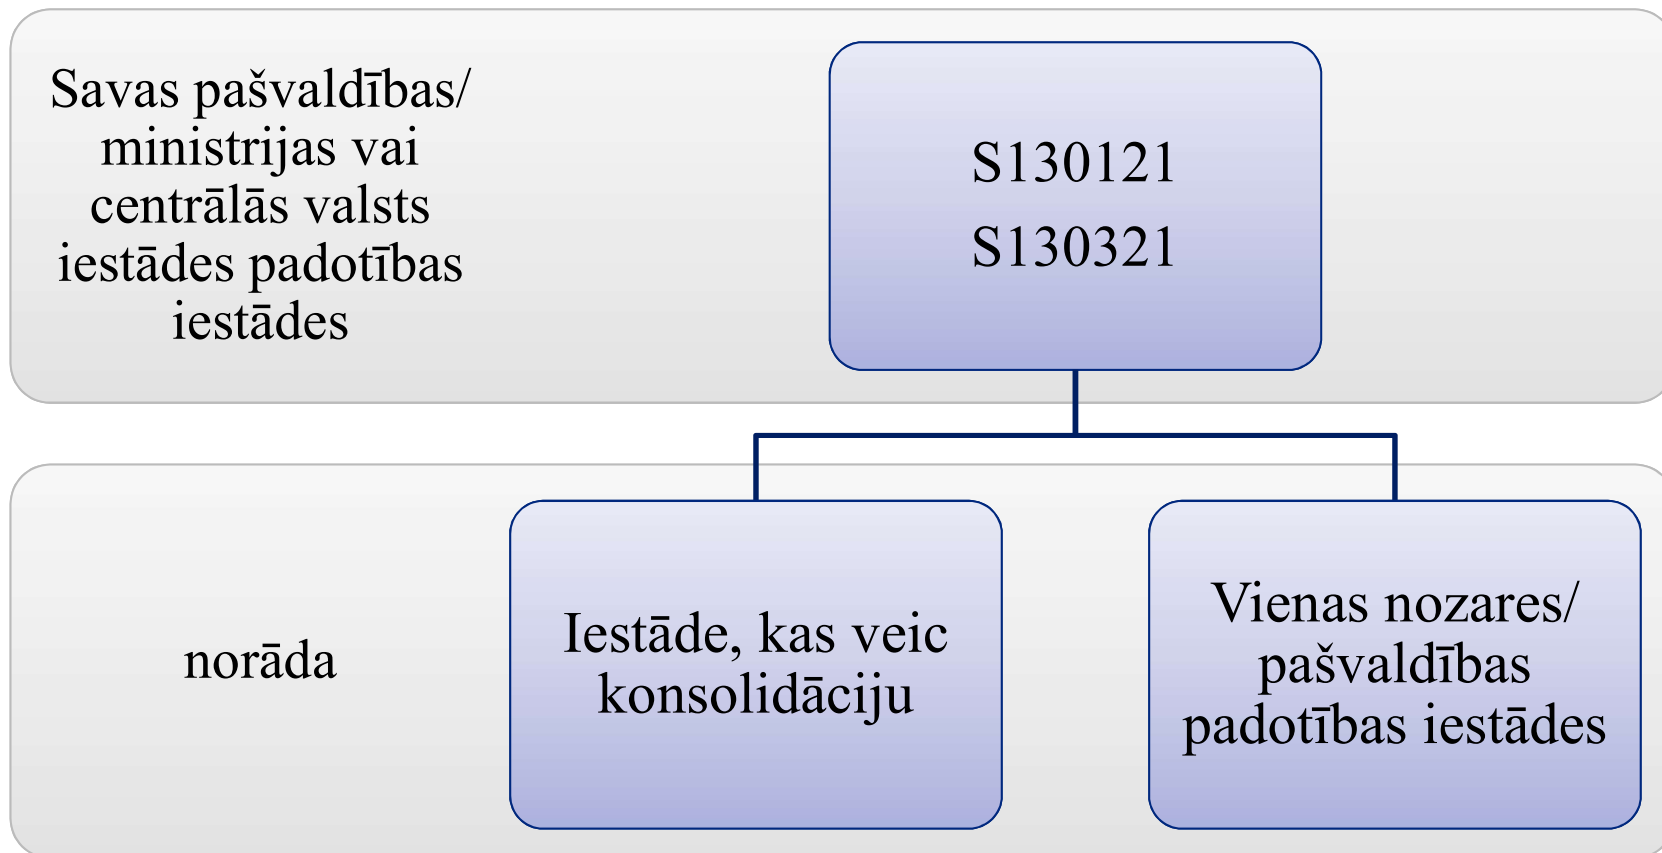 Savas pašvaldības/
ministrijas vai
centrālās valsts
iestādes padotības
iestādes
S130121
S130321
norāda
Iestāde, kas veic
konsolidāciju
Vienas nozares/
pašvaldības
padotības iestādes